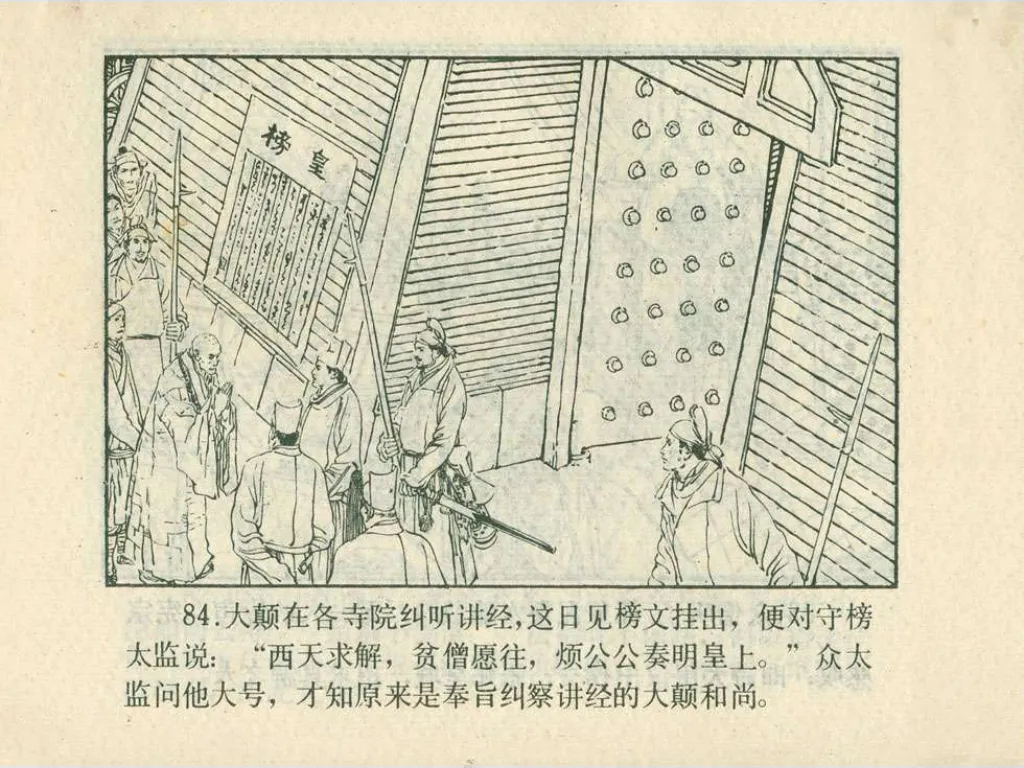 皇榜
84.大颠在各寺院纠听讲经,这日见榜文挂出，便对守榜
太监说：“西天求解，贫僧愿往，烦公公奏明皇上。”众太
监问他大号，才知原来是奉旨纠察讲经的大颠和尚。